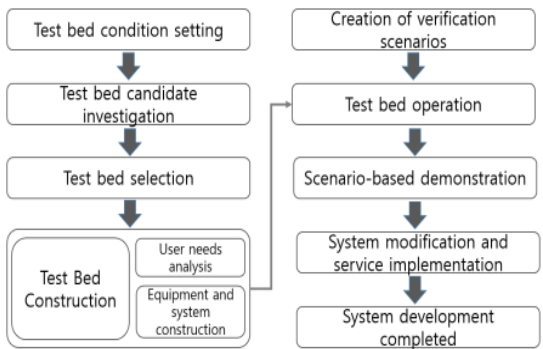 Test bed condition setting
Test bed candidate
investigation
Test bed selection
Test Bed
Construction
User needs
analysis
Equipment and
system
construction
Creation of verification
scenarios
Test bed operation
Scenario-based demonstration
System modification and
service implementation
System development
completed